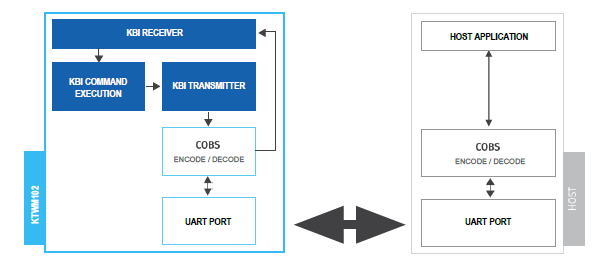 KBI RECEIVER
KBI COMMAND
EXECUTION
KBI TRANSMITTER
COBS
ENCODE / DECODE
UART PORT
KTWM102
HOST APPLICATION
COBS
ENCODE / DECODE
UART PORT
HOST